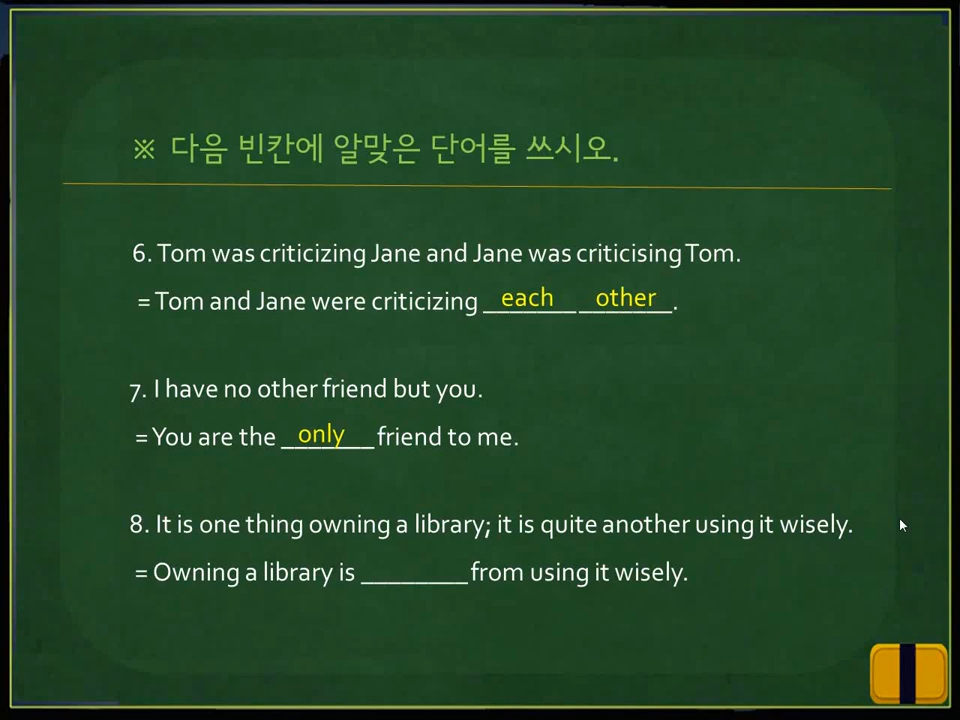 ※ 다음 빈칸에 알맞은 단어를 쓰시오.
6. Tom was criticizing Jane and Jane was criticising Tom.
= Tom and Jane were criticizing each other.
7. I have no other friend but you.
= You are the only friend to me.
8. It is one thing owning a library; it is quite another using it wisely.
= Owning a library is ________ from using it wisely.